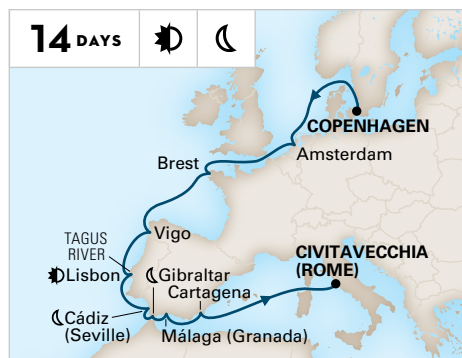 14 DAYS
COPENHAGEN
Amsterdam
Brest
Vigo
TAGUS
RIVER
CIVITAVECCHIA
(ROME)
Lisbon
Gibraltar
Cartagena
Cádiz
(Seville)
Málaga (Granada)